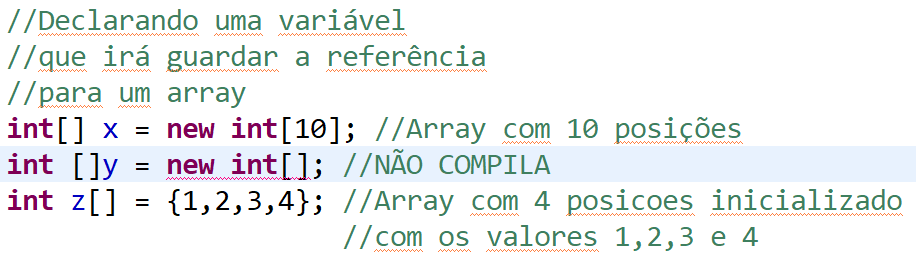 //Declarando uma variável
//que irá guardar a referência
//para um array
int[] x = new int[10]; //Array com 10 posições
int []y = new int[]; //NÃO COMPILA
int z[] = {1,2,3,4}; //Array com 4 posicoes inicializado
//com os valores 1,2,3 e 4